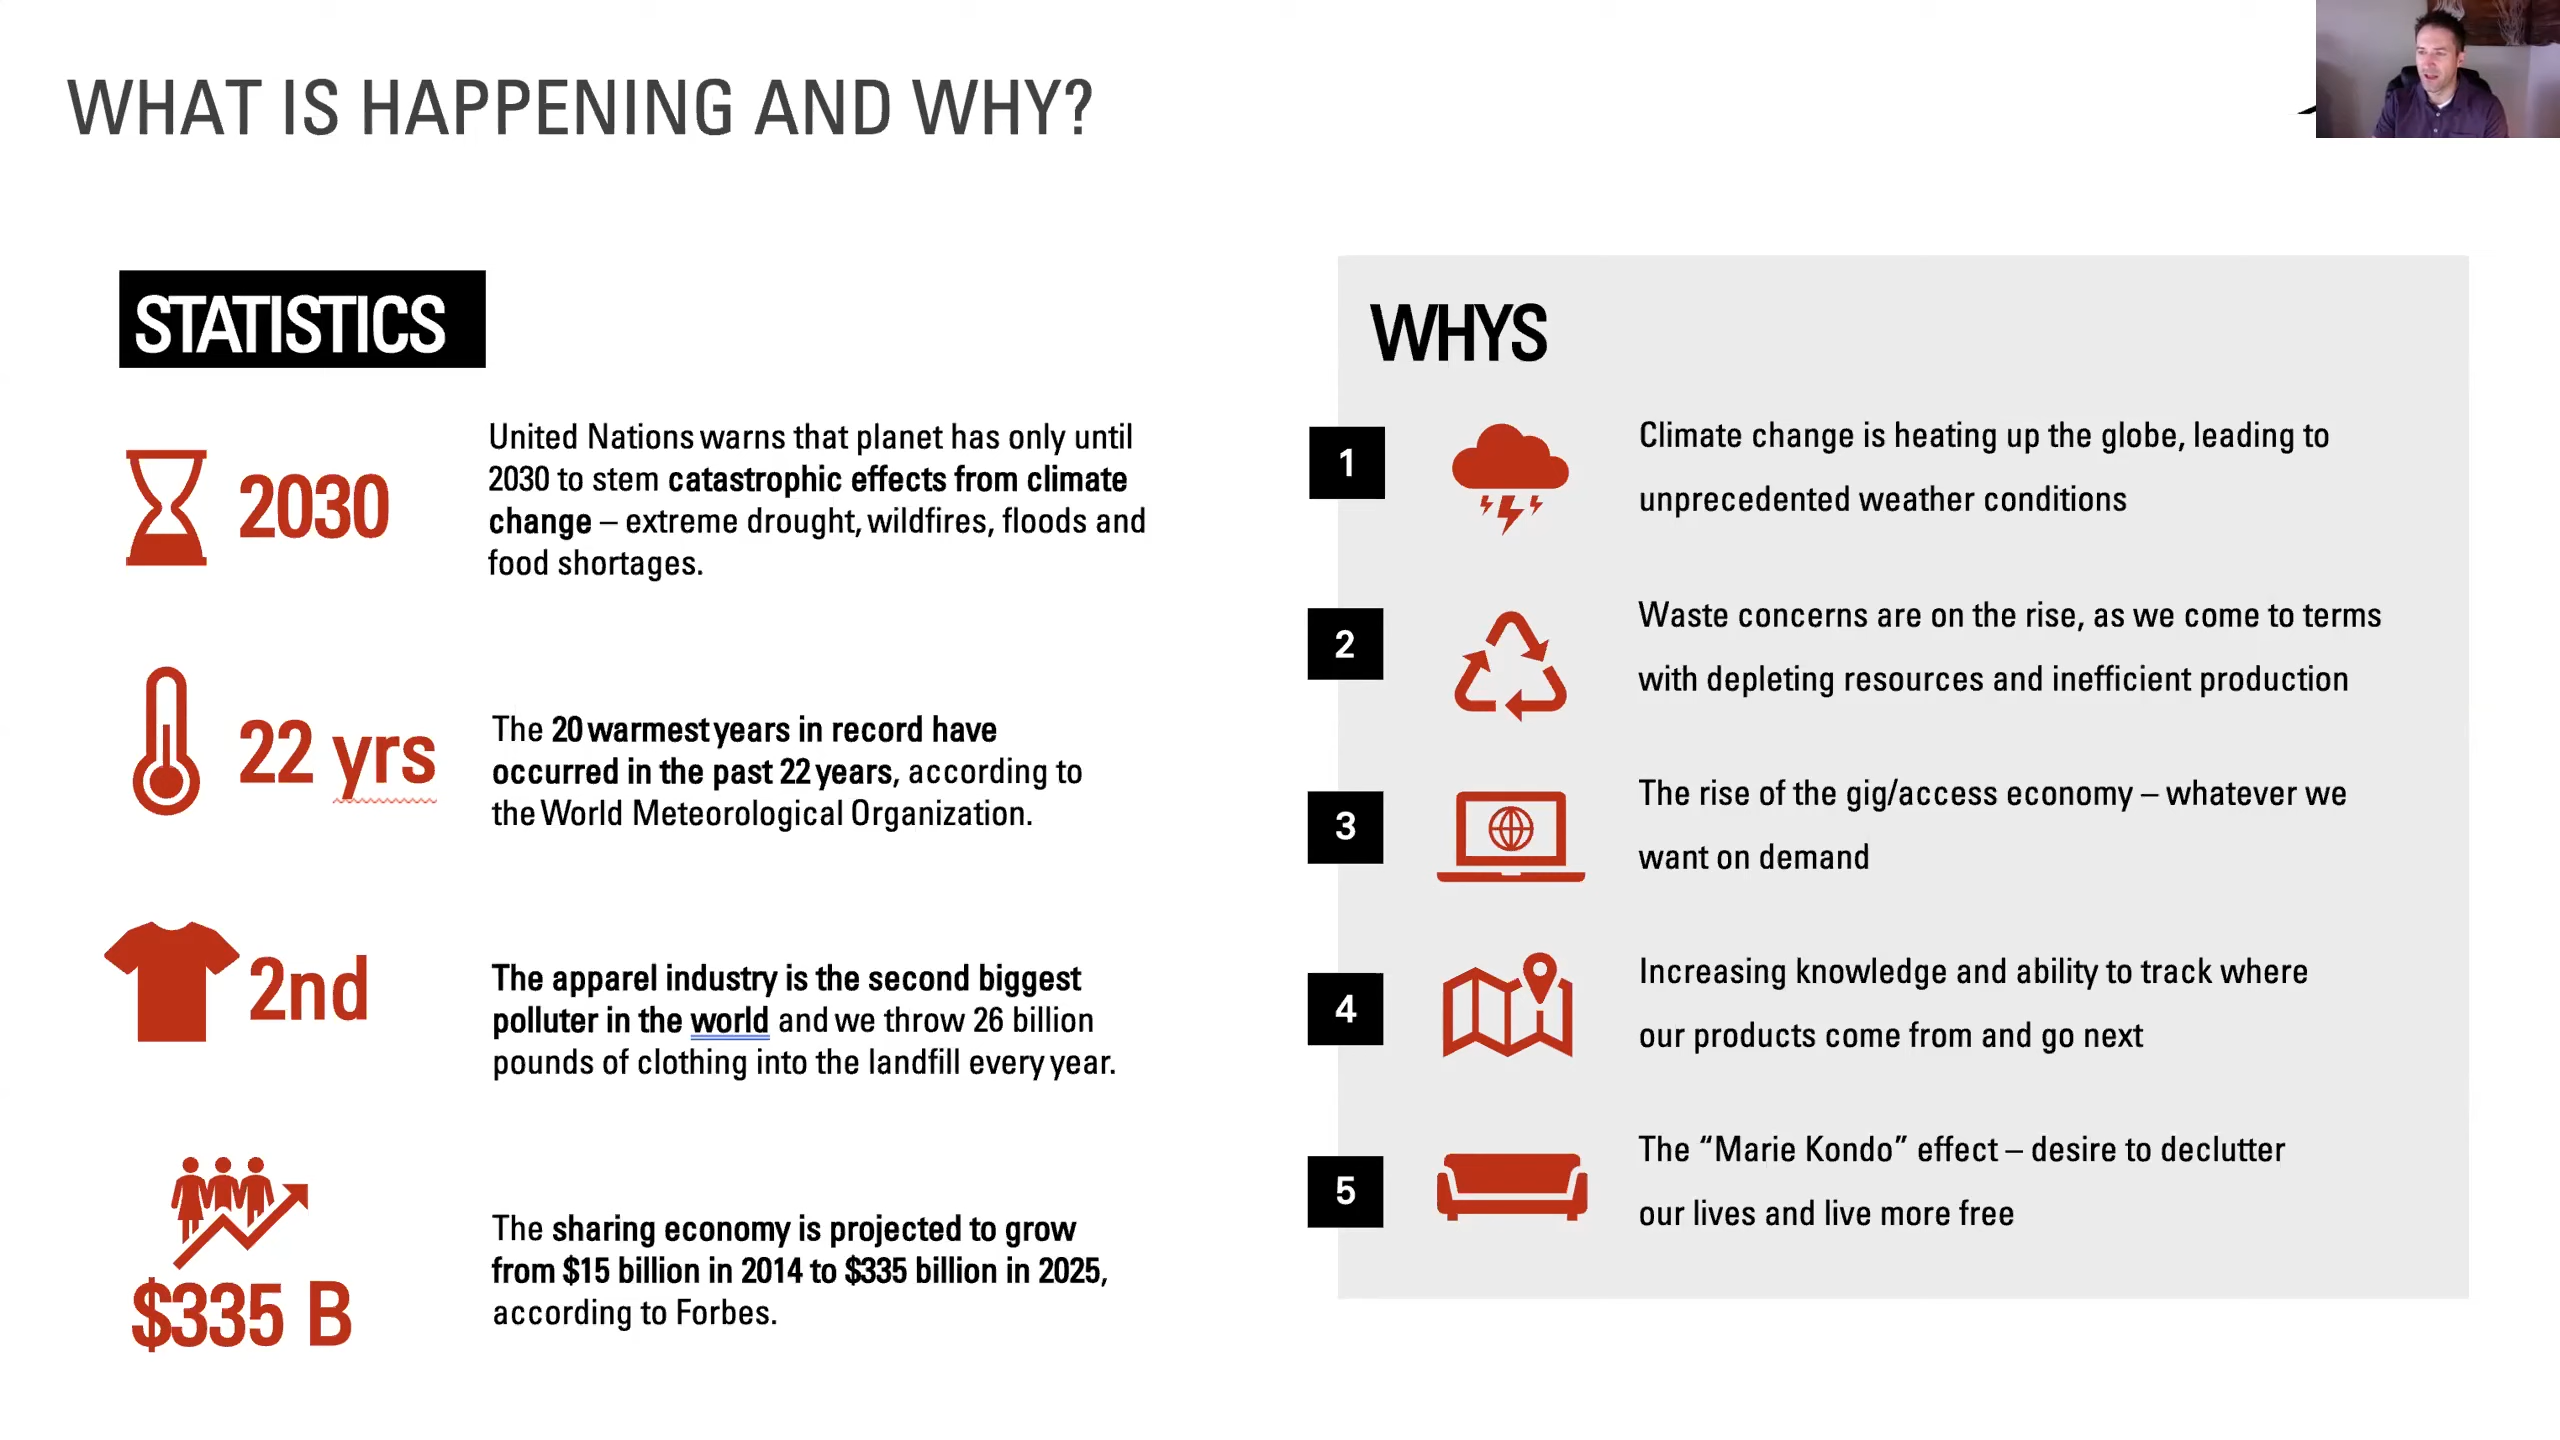 WHAT IS HAPPENING AND WHY?
STATISTICS
2030
United Nations warns that planet has only until
2030 to stem catastrophic effects from climate
change – extreme drought, wildfires, floods and
food shortages.
22 yrs
The 20 warmest years in record have
occurred in the past 22 years, according to
the World Meteorological Organization.
2nd
The apparel industry is the second biggest
polluter in the world and we throw 26 billion
pounds of clothing into the landfill every year.
$335 B
The sharing economy is projected to grow
from $15 billion in 2014 to $335 billion in 2025,
according to Forbes.
WHYS
1
Climate change is heating up the globe, leading to
unprecedented weather conditions
2
Waste concerns are on the rise, as we come to terms
with depleting resources and inefficient production
3
The rise of the gig/access economy – whatever we
want on demand
4
Increasing knowledge and ability to track where
our products come from and go next
5
The “Marie Kondo” effect – desire to declutter
our lives and live more free